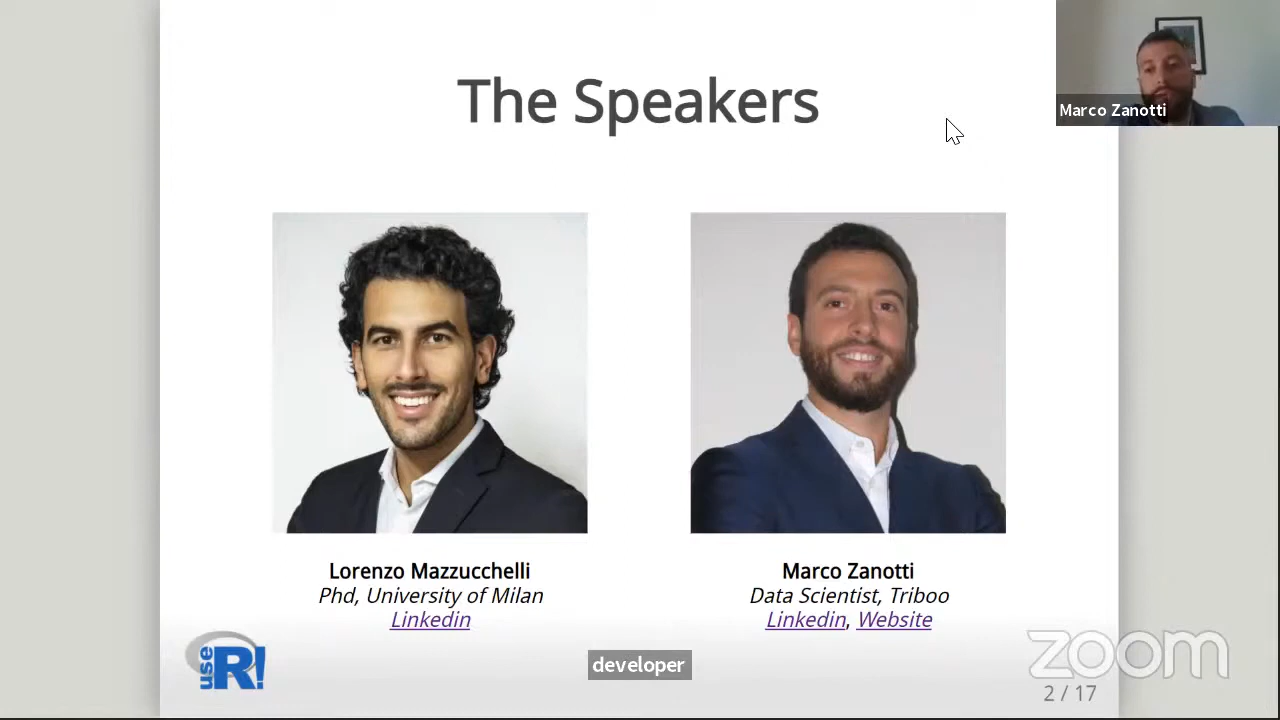 The Speakers
Marco Zanotti
Lorenzo Mazzucchelli
Phd, University of Milan
Linkedin
Marco Zanotti
Data Scientist, Triboo
Linkedin, Website
use R!
developer
zoom
2 / 17